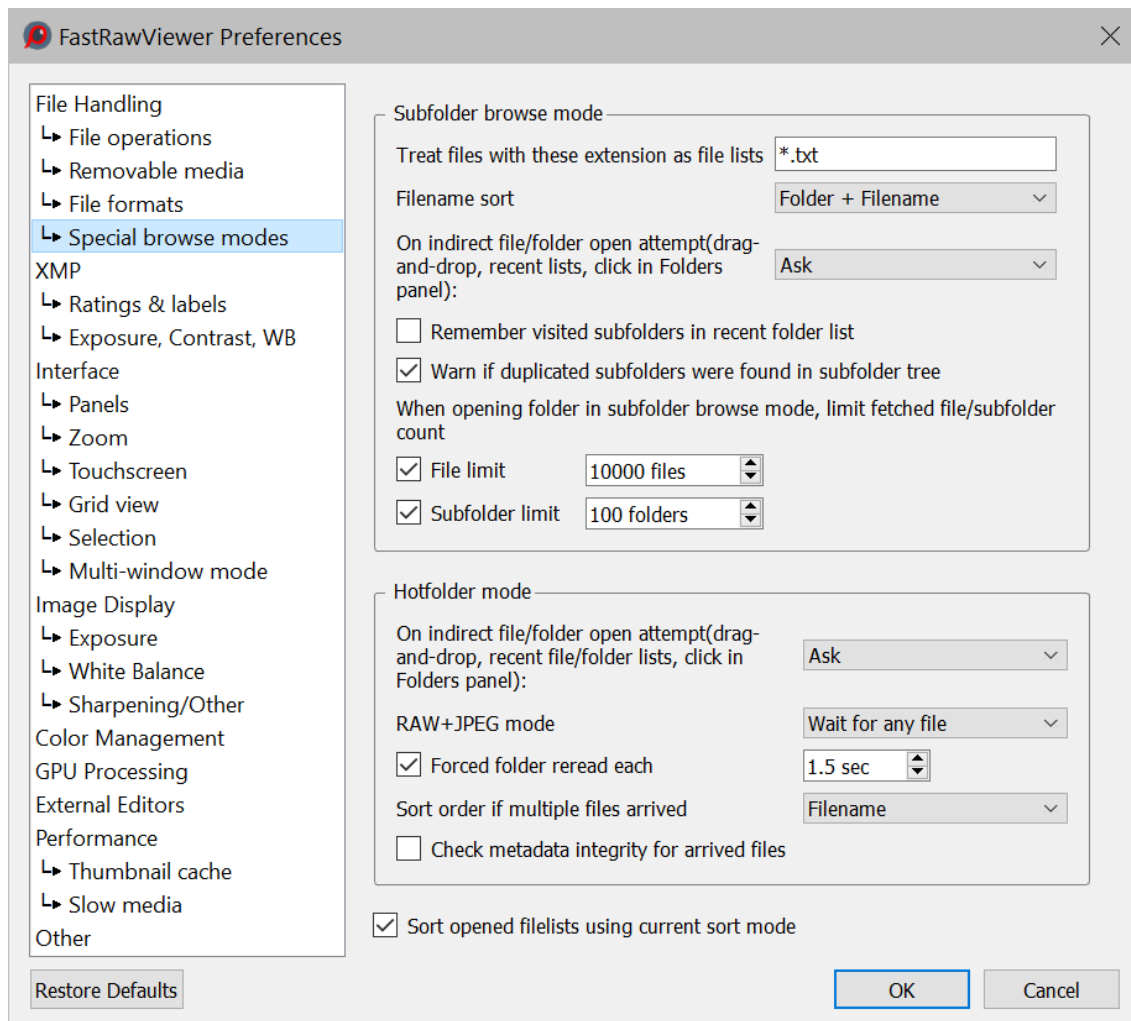 FastRawViewer Preferences
File Handling
File operations
Removable media
File formats
Special browse modes
XMP
Ratings & labels
Exposure, Contrast, WB
Interface
Panels
Zoom
Touchscreen
Grid view
Selection
Multi-window mode
Image Display
Exposure
White Balance
Sharpening/Other
Color Management
GPU Processing
External Editors
Performance
Thumbnail cache
Slow media
Other
Subfolder browse mode
Treat files with these extension as file lists *.txt
Filename sort Folder + Filename
On indirect file/folder open attempt(drag-
and-drop, recent lists, click in Folders
panel):
Ask
Remember visited subfolders in recent folder list
Warn if duplicated subfolders were found in subfolder tree
When opening folder in subfolder browse mode, limit fetched file/subfolder
count
File limit 10000 files
Subfolder limit 100 folders
Hotfolder mode
On indirect file/folder open attempt(drag-
and-drop, recent file/folder lists, click in
Folders panel):
Ask
RAW+JPEG mode Wait for any file
Forced folder reread each 1.5 sec
Sort order if multiple files arrived Filename
Check metadata integrity for arrived files
Sort opened filelists using current sort mode
Restore Defaults OK Cancel